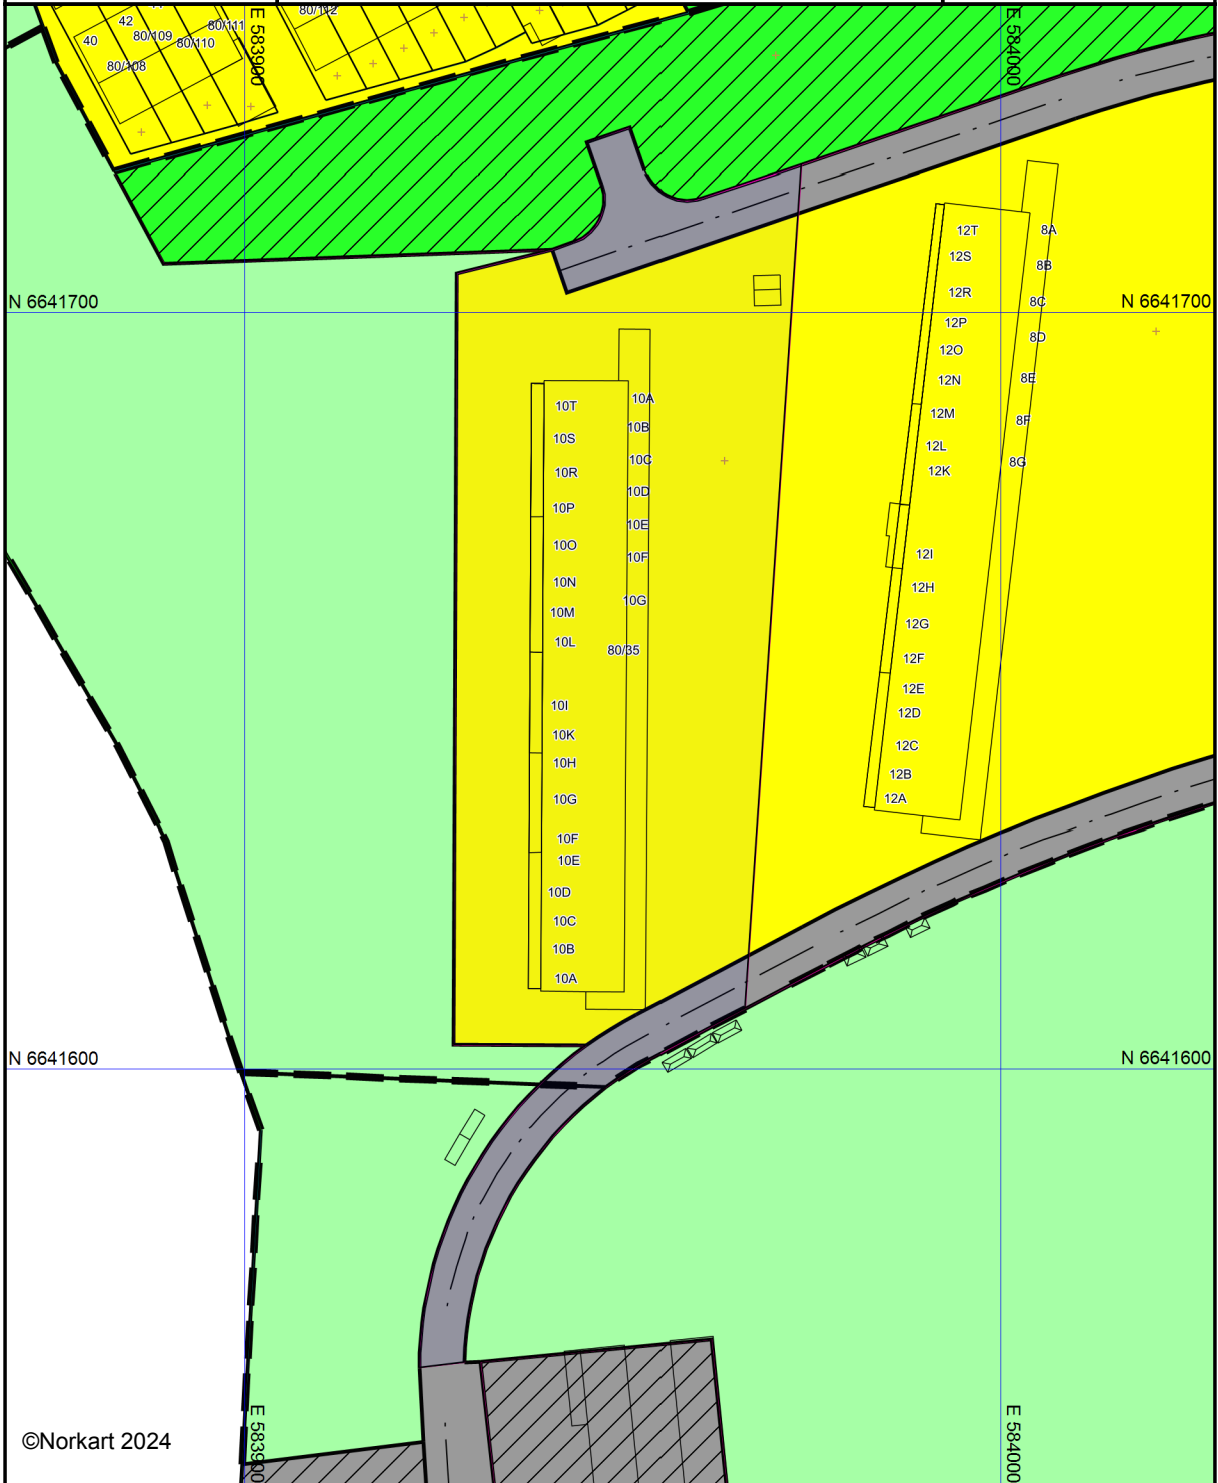 80/112
42
80/111
40
80/109
80/110
80/108
E 583900
E 584000
12T
8A
12S
8B
12R
8C
N 6641700
N 6641700
12P
8D
12O
12N
8E
10A
10T
12M
8F
10B
10S
12L
10C
8G
10R
12K
10D
10P
10E
10O
10F
12I
10N
12H
10G
10M
12G
10L
80/35
12F
12E
10I
12D
10K
12C
10H
12B
10G
12A
10F
10E
10D
10C
10B
10A
N 6641600
N 6641600
E 583900
E 584000
©Norkart 2024